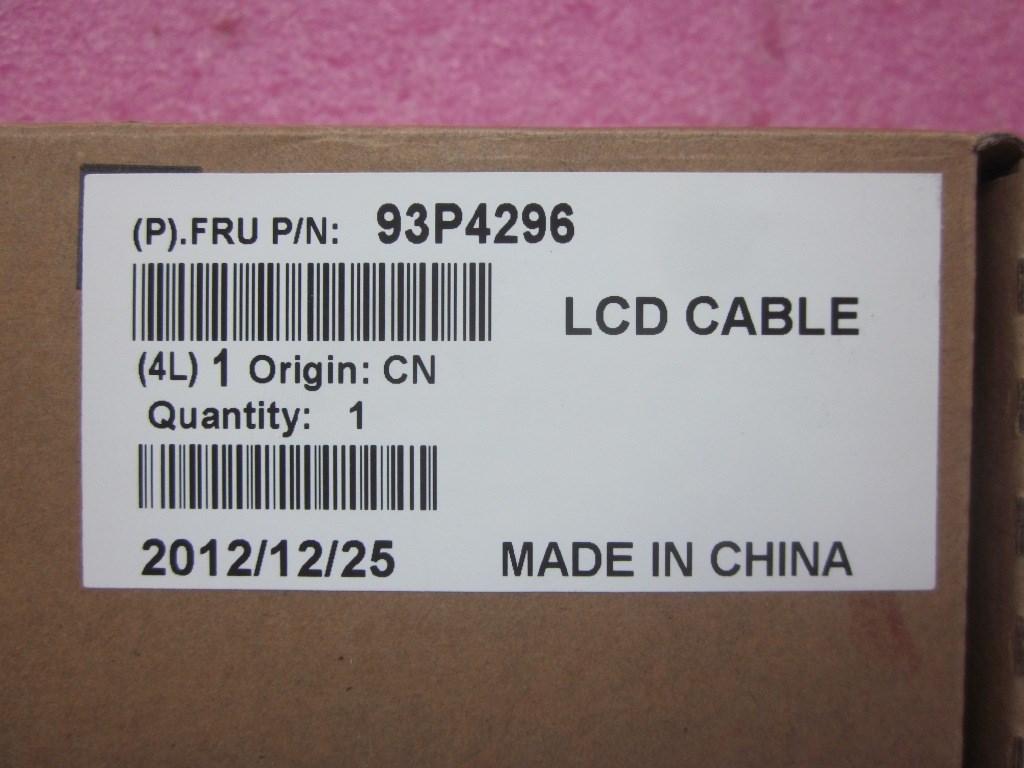 (P).FRU P/N: 93P4296
LCD CABLE
(4L) 1 Origin: CN
Quantity: 1
2012/12/25 MADE IN CHINA